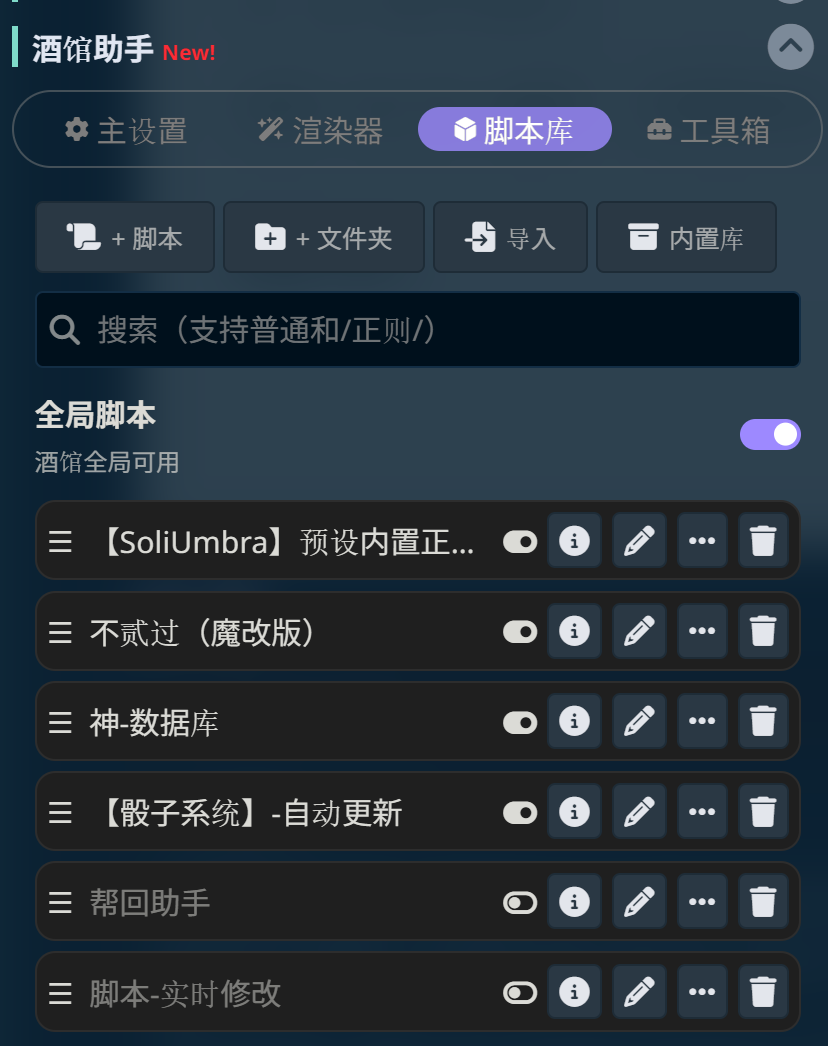 酒馆助手 New!
主设置 渲染器 脚本库 工具箱
+ 脚本 + 文件夹 导入 内置库
搜索（支持普通和/正则/）
全局脚本
酒馆全局可用
【SoliUmbra】预设内置正...
不贰过（魔改版）
神-数据库
【骰子系统】-自动更新
帮回助手
脚本-实时修改